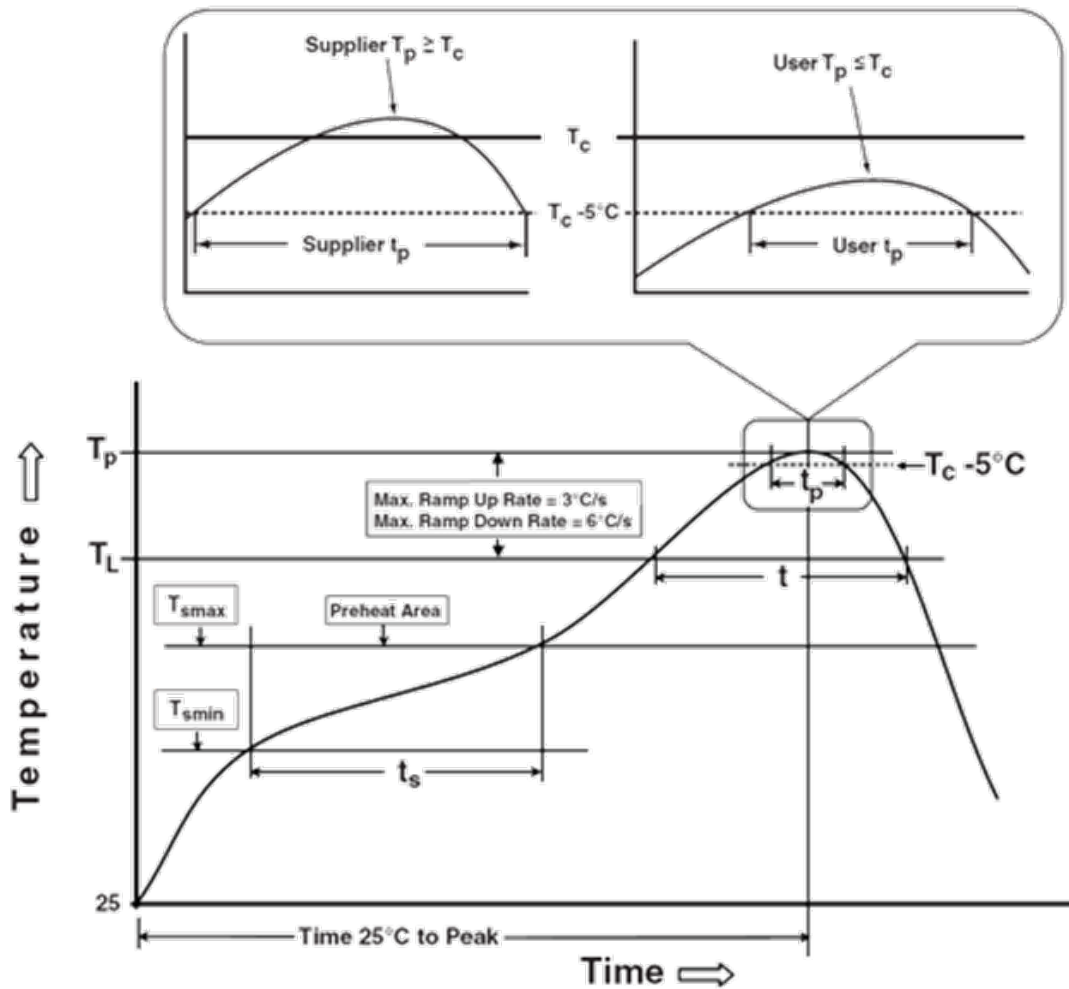 Supplier Tp ≥ Tc
User Tp ≤ Tc
Tc
Tc -5°C
Supplier tp
User tp
Tp
Tc -5°C
tp
Max. Ramp Up Rate = 3°C/s
Max. Ramp Down Rate = 6°C/s
TL
t
Tsmax
Preheat Area
Tsmin
ts
Temperature
25
Time 25°C to Peak
Time